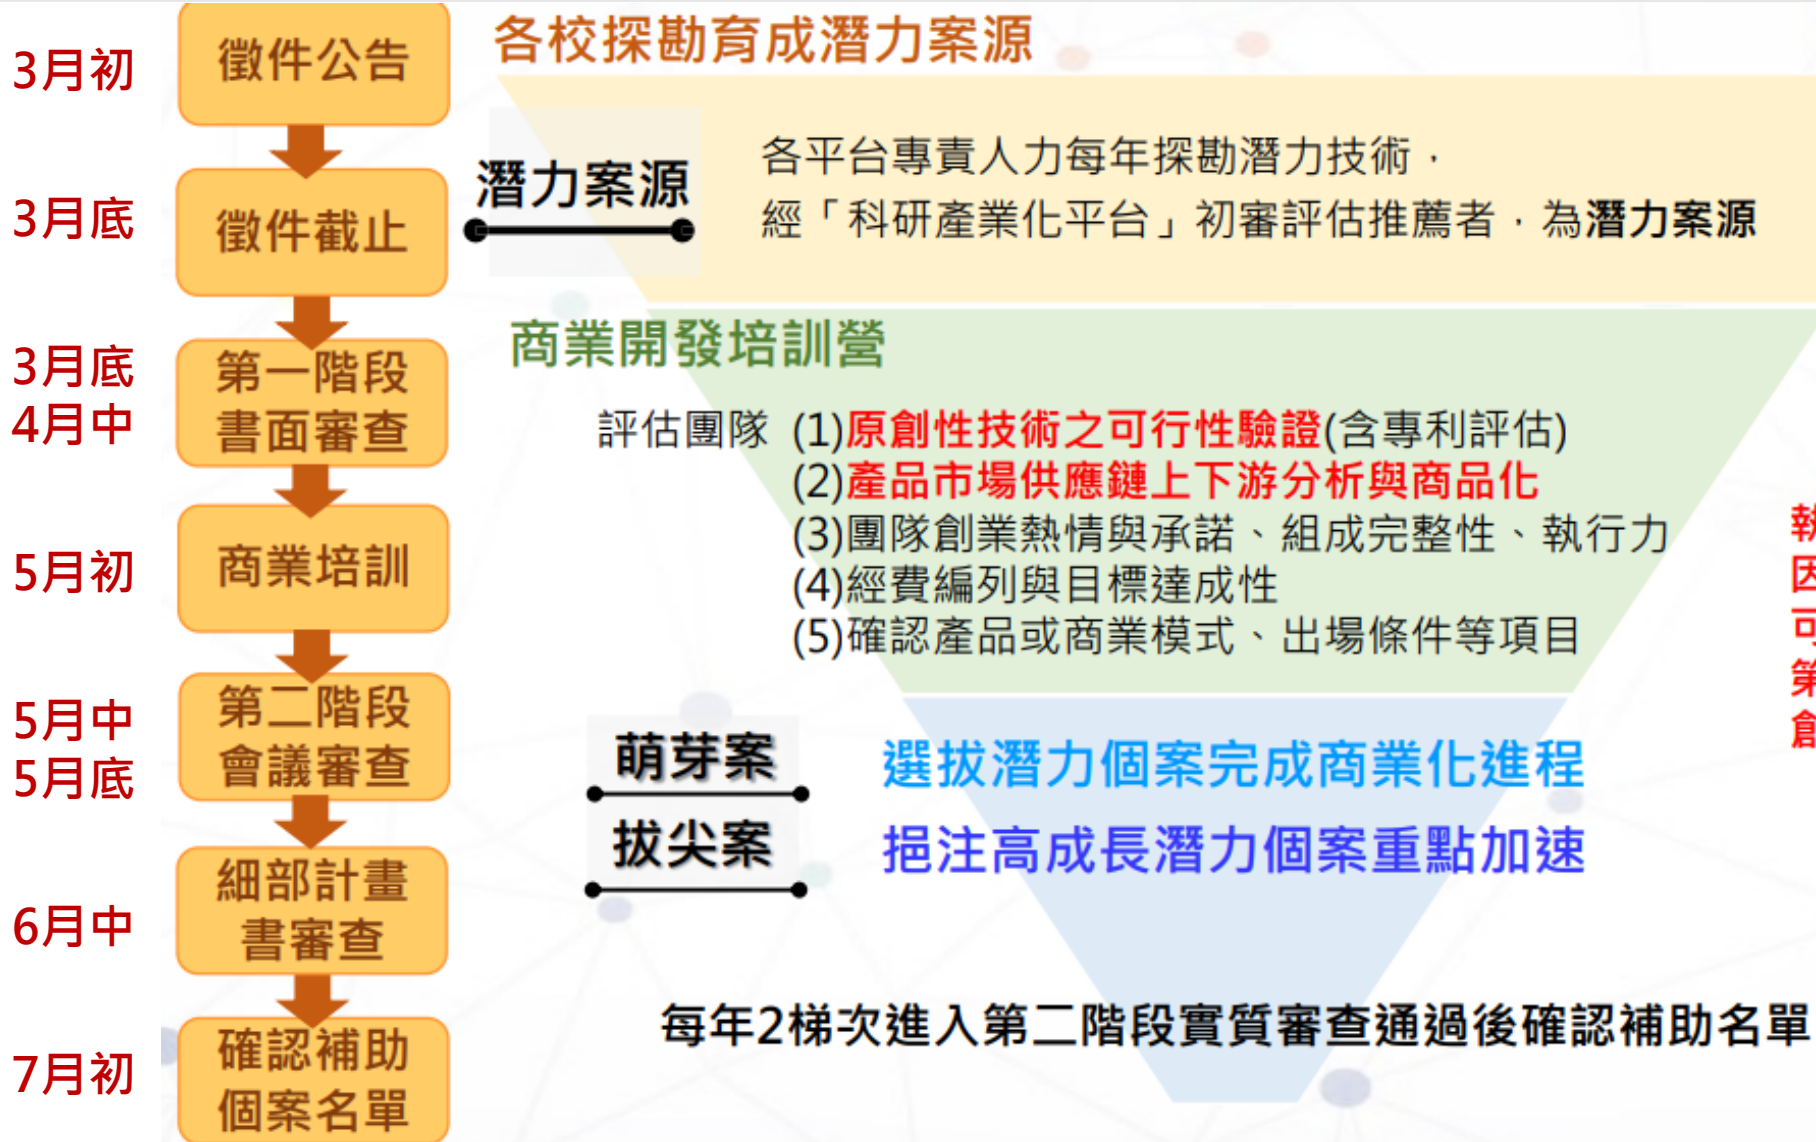 3月初
徵件公告
3月底
徵件截止
3月底
4月中
第一階段
書面審查
5月初
商業培訓
5月中
5月底
第二階段
會議審查
6月中
細部計畫
書審查
7月初
確認補助
個案名單
各校探勘育成潛力案源
潛力案源
各平台專責人力每年探勘潛力技術，
經「科研產業化平台」初審評估推薦者，為潛力案源
商業開發培訓營
評估團隊 (1)原創性技術之可行性驗證(含專利評估)
(2)產品市場供應鏈上下游分析與商品化
(3)團隊創業熱情與承諾、組成完整性、執行力
(4)經費編列與目標達成性
(5)確認產品或商業模式、出場條件等項目
萌芽案
選拔潛力個案完成商業化進程
拔尖案
挹注高成長潛力個案重點加速
每年2梯次進入第二階段實質審查通過後確認補助名單